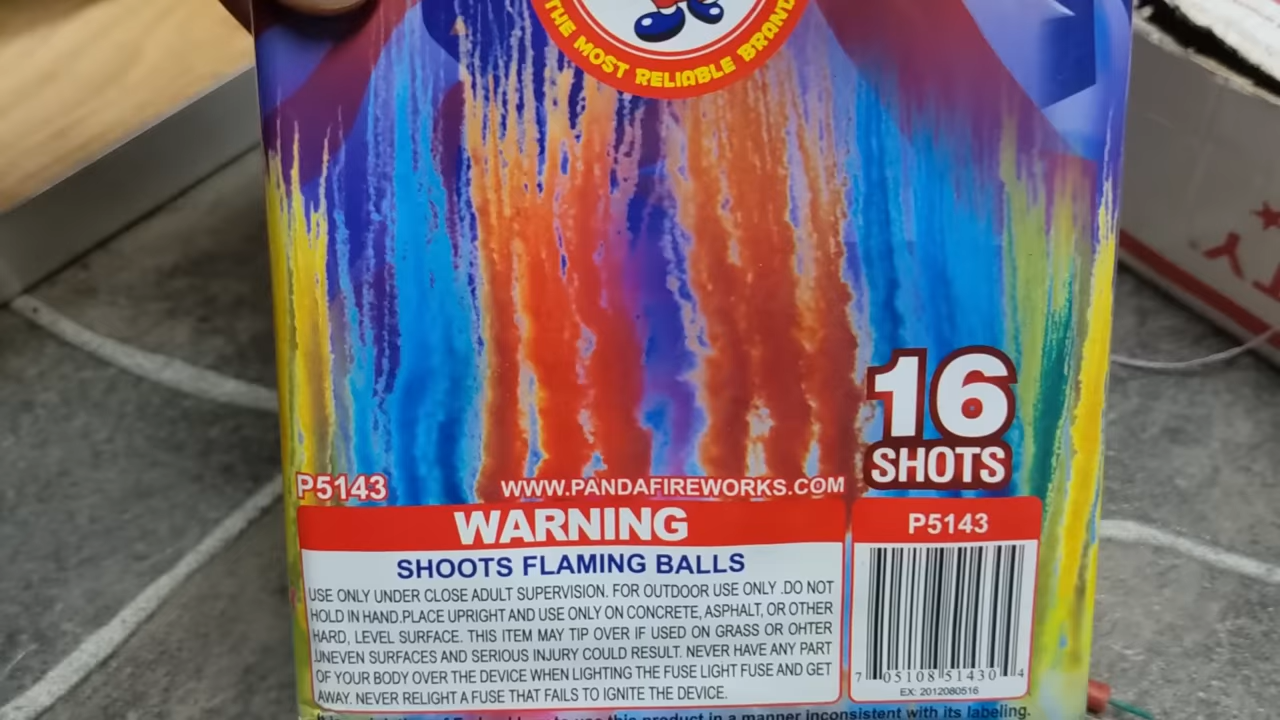 THE MOST RELIABLE BRAND
16
SHOTS
P5143
WWW.PANDAFIREWORKS.COM
WARNING
SHOOTS FLAMING BALLS
USE ONLY UNDER CLOSE ADULT SUPERVISION. FOR OUTDOOR USE ONLY .DO NOT
HOLD IN HAND.PLACE UPRIGHT AND USE ONLY ON CONCRETE, ASPHALT, OR OTHER
HARD, LEVEL SURFACE. THIS ITEM MAY TIP OVER IF USED ON GRASS OR OHTER
UNEVEN SURFACES AND SERIOUS INJURY COULD RESULT. NEVER HAVE ANY PART
OF YOUR BODY OVER THE DEVICE WHEN LIGHTING THE FUSE LIGHT FUSE AND GET
AWAY. NEVER RELIGHT A FUSE THAT FAILS TO IGNITE THE DEVICE.
P5143
7 05108 51430 4
EX: 2012080516
to use this product in a manner inconsistent with its labeling.